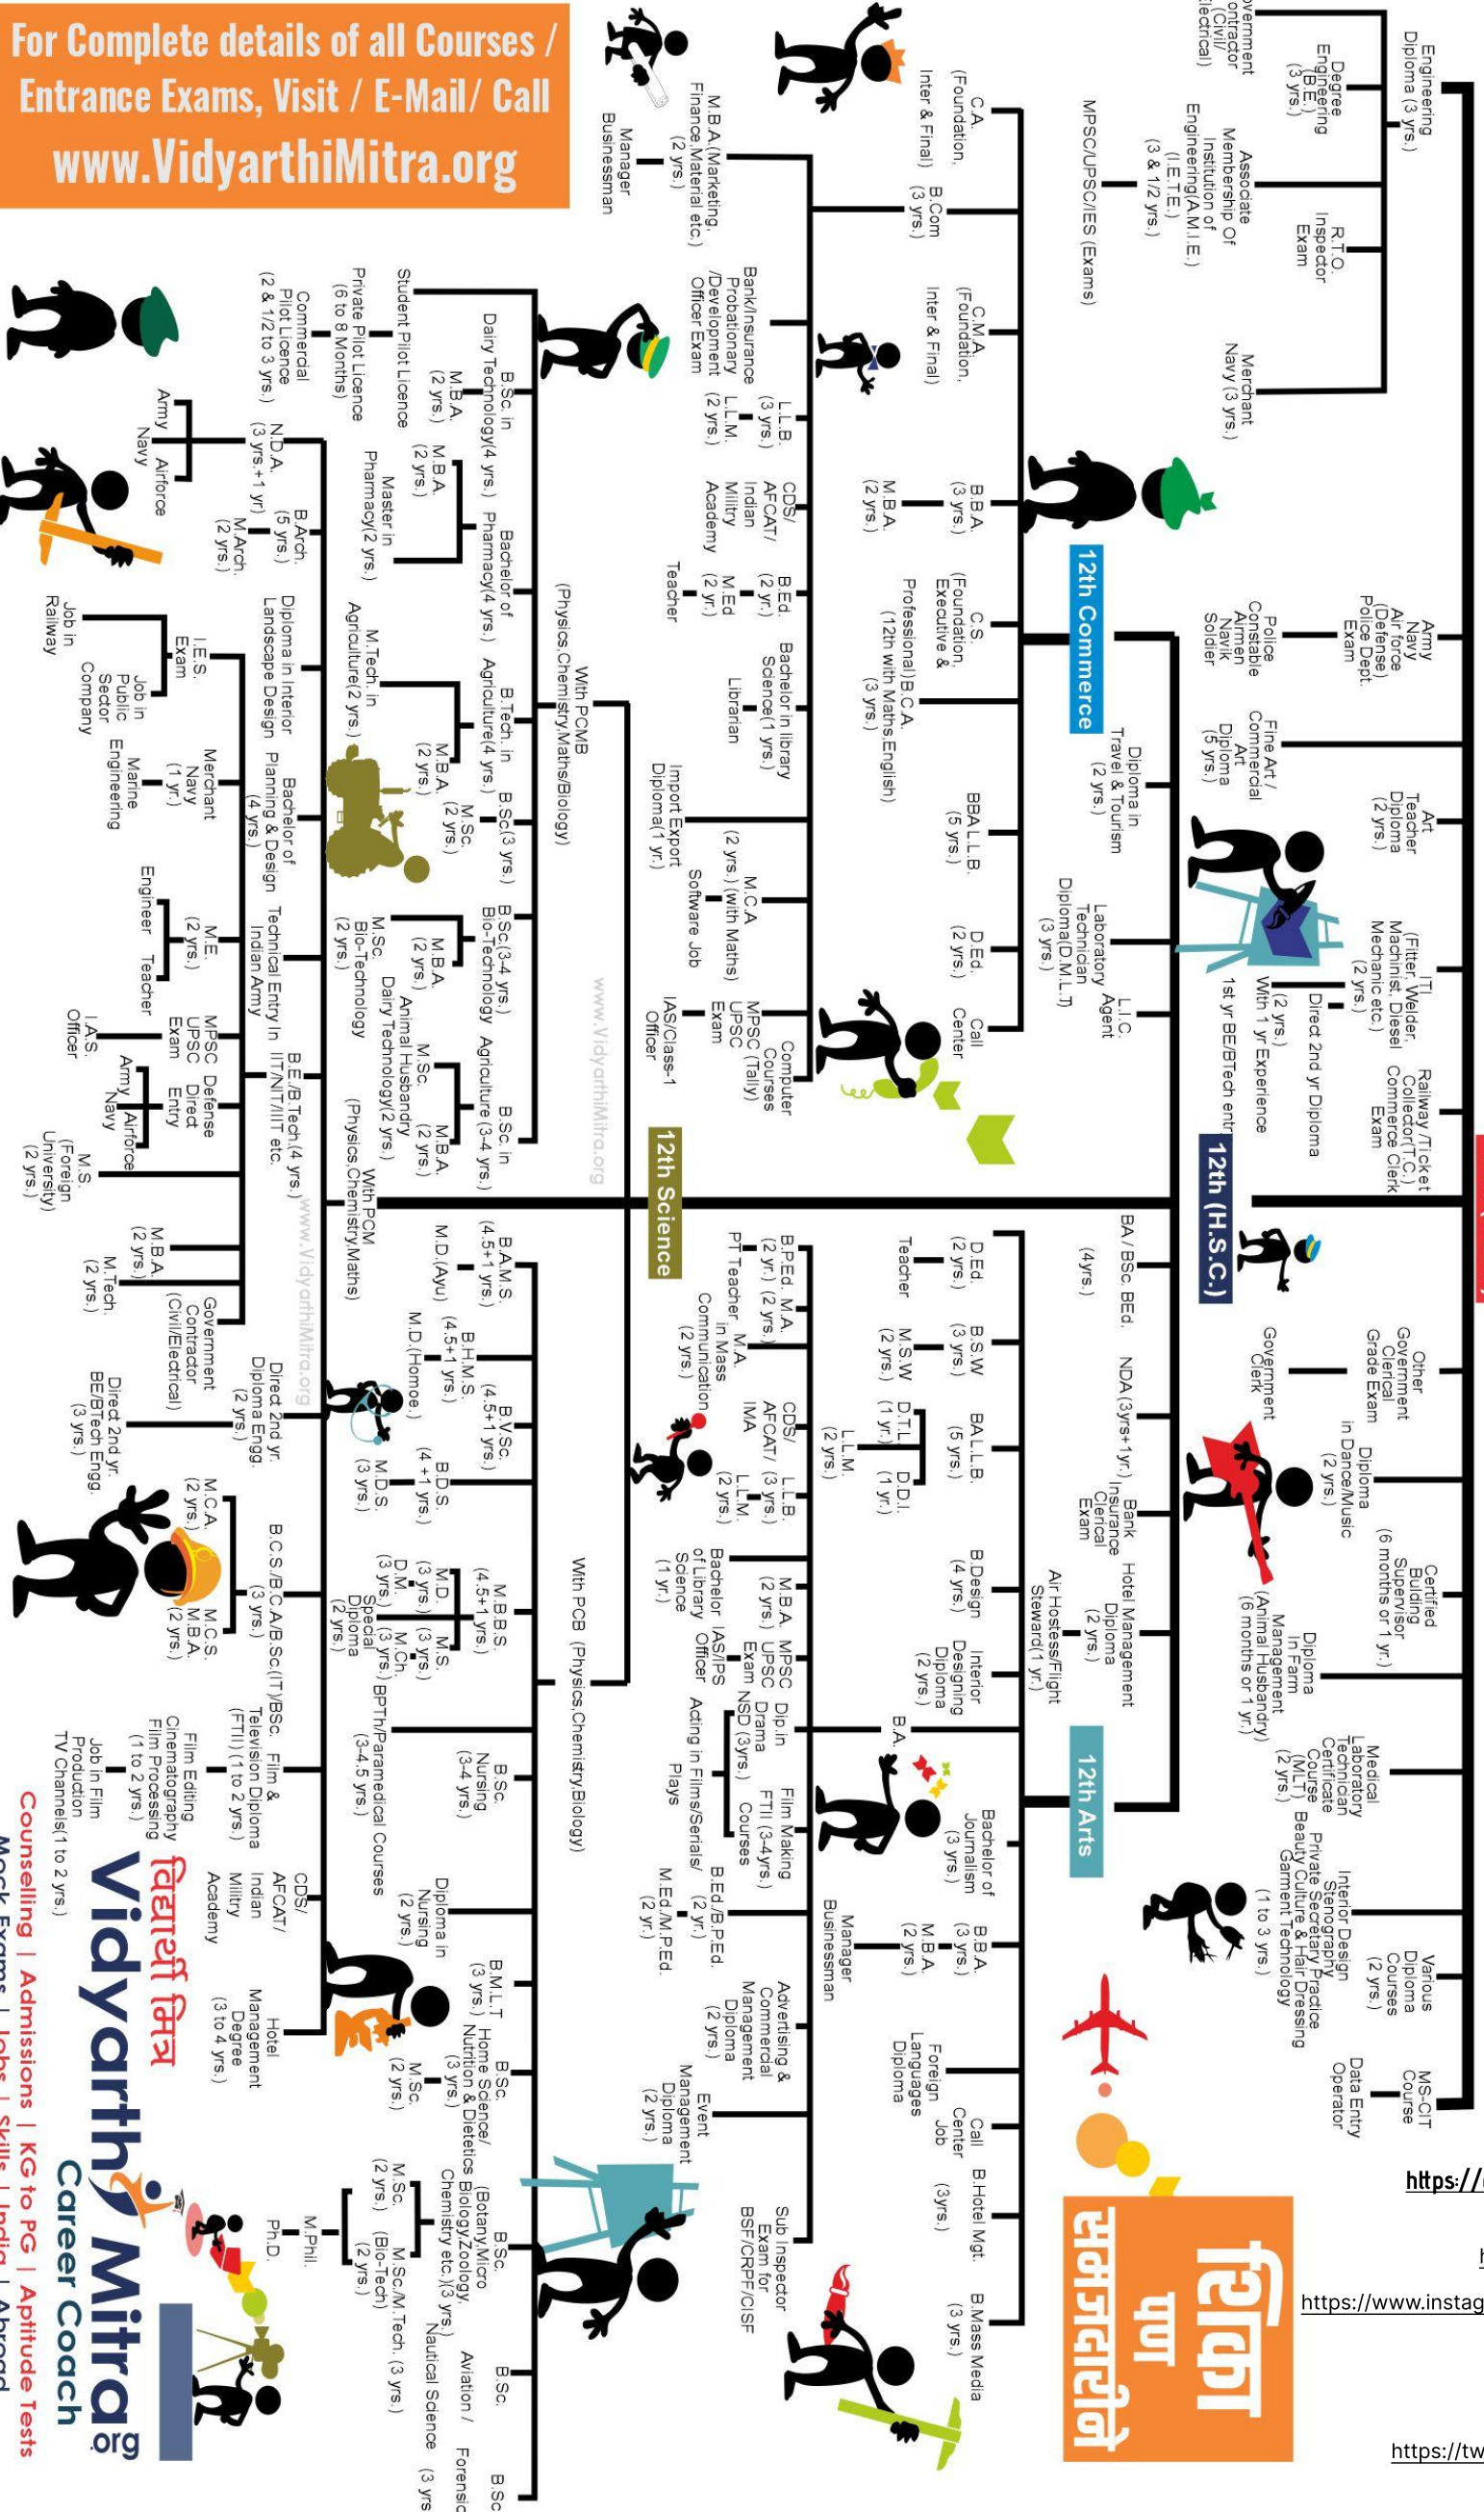 For Complete details of all Courses /
Entrance Exams, Visit / E-Mail/ Call
www.VidyarthiMitra.org
Engineering
Diploma (3 yrs.)
Degree
Engineering
(B.E.)
(3 yrs.)
Associate
Membership Of
Institution of
Engineering(A.M.I.E.)
(I.E.T.E.)
(3 & 1/2 yrs.)
MPSC/UPSC/IES (Exams)
R.T.O.
Inspector
Exam
Merchant
Navy (3 yrs.)
Army
Navy
Air force
(Defense)
Police Dept.
Exam
Police
Constable
Airmen
Navik
Soldier
Fine Art /
Commercial
Art
Diploma
(5 yrs.)
Art
Teacher
Diploma
(2 yrs.)
ITI
(Fitter, Welder,
Machinist, Diesel
Mechanic etc.)
(2 yrs.)
Direct 2nd yr Diploma
(2 yrs.)
With 1 yr Experience
1st yr BE/BTech entr
Railway /Ticket
Collector(T.C.)
Commerce Clerk
Exam
12th (H.S.C.)
Other
Government
Clerical
Grade Exam
Government
Clerk
Diploma
in Dance/Music
(2 yrs.)
Certified
Bulding
Supervisor
(6 months or 1 yr.)
Diploma
In Farm
Management
(Animal Husbandry)
(6 months or 1 yr.)
Medical
Laboratory
Technician
Certificate
Course
(MLT)
(2 yrs.)
Interior Design
Stenography
Private Secretary Practice
Beauty Culture & Hair Dressing
Garment Technology
(1 to 3 yrs.)
Various
Diploma
Courses
(2 yrs.)
MS-CIT
Course
Data Entry
Operator
https://
https://www.instag
https://tw
शिका
पण
समजदारीने
12th Commerce
Diploma in
Travel & Tourism
(2 yrs.)
Laboratory
Technician
Diploma(D.M.L.T)
(3 yrs.)
L.I.C.
Agent
BA / BSc. BEd.
(4yrs.)
NDA (3yrs+1yr.)
Bank
Insurance
Clerical
Exam
Hotel Management
Diploma
(2 yrs.)
Air Hostess/Flight
Steward(1 yr.)
12th Arts
C.A.
(Foundation,
Inter & Final)
B.Com
(3 yrs.)
C.M.A.
(Foundation,
Inter & Final)
B.B.A.
(3 yrs.)
M.B.A.
(2 yrs.)
C.S.
(Foundation,
Executive &
Professional)
B.C.A.
(12th with Maths,English)
(3 yrs.)
BBA L.L.B.
(5 yrs.)
D.Ed.
(2 yrs.)
Call
Center
M.B.A.(Marketing,
Finance,Material etc.)
(2 yrs.)
Manager
Businessman
Bank/Insurance
Probationary
/Development
Officer Exam
L.L.B.
(3 yrs.)
L.L.M.
(2 yrs.)
CDS/
AFCAT/
Indian
Militry
Academy
B.Ed.
(2 yr.)
M.Ed
(2 yr.)
Teacher
Bachelor in library
Science(1 yrs.)
Librarian
Import Export
Diploma(1 yr.)
M.C.A
(2 yrs.) (with Maths)
Software Job
MPSC
UPSC
Exam
IAS/Class-1
Officer
Computer
Courses
(Tally)
D.Ed.
(2 yrs.)
Teacher
B.S.W
(3 yrs.)
M.S.W
(2 yrs.)
BA L.L.B.
(5 yrs.)
D.T.L.
(1 yr.)
D.D.I.
(1 yr.)
L.L.M.
(2 yrs.)
B.Design
(4 yrs.)
Interior
Designing
Diploma
(2 yrs.)
B.A.
Bachelor of
Journalism
(3 yrs.)
B.B.A.
(3 yrs.)
M.B.A.
(2 yrs.)
Manager
Businessman
Foreign
Languages
Diploma
Call
Center
Job
B.Hotel Mgt.
(3yrs.)
B.Mass Media
(3 yrs.)
B.P.Ed.
(2 yr.)
PT Teacher
M.A.
(2 yrs.)
M.A.
in Mass
Communication
(2 yrs.)
CDS/
AFCAT/
IMA
L.L.B.
(3 yrs.)
L.L.M.
(2 yrs.)
Bachelor
of Library
Science
(1 yr.)
M.B.A.
(2 yrs.)
MPSC
UPSC
Exam
IAS/IPS
Officer
Dip.in
Drama
NSD (3yrs.)
Film Making
FTII (3-4yrs.)
Courses
Acting in Films/Serials/
Plays
B.Ed./B.P.Ed.
(2 yr.)
M.Ed./M.P.Ed.
(2 yr.)
Advertising &
Commercial
Management
Diploma
(2 yrs.)
Event
Management
Diploma
(2 yrs.)
Sub Inspector
Exam for
BSF/CRPF/CISF
12th Science
www.VidyarthiMitra.org
With PCMB
(Physics,Chemistry,Maths/Biology)
Student Pilot Licence
Private Pilot Licence
(6 to 8 Months)
Commercial
Pilot Licence
(2 & 1/2 to 3 yrs.)
B.Sc. in
Dairy Technology(4 yrs.)
M.B.A.
(2 yrs.)
Bachelor of
Pharmacy(4 yrs.)
M.B.A.
(2 yrs.)
Master in
Pharmacy(2 yrs.)
B.Tech. in
Agriculture(4 yrs.)
M.Tech. in
Agriculture(2 yrs.)
M.B.A.
(2 yrs.)
B.Sc(3 yrs.)
M.Sc.
(2 yrs.)
B.Sc.(3-4 yrs.)
Bio-Technology
M.B.A.
(2 yrs.)
M.Sc.
Bio-Technology
(2 yrs.)
B.Sc. in
Agriculture (3-4 yrs.)
M.Sc.
Animal Husbandry
Dairy Technology(2 yrs.)
M.B.A.
(2 yrs.)
With PCB (Physics,Chemistry,Biology)
B.A.M.S.
(4.5+1 yrs.)
M.D.(Ayu)
B.H.M.S.
(4.5+1 yrs.)
M.D.(Homoe.)
B.V.Sc.
(4.5+1yrs.)
B.D.S.
(4 +1 yrs.)
M.D.S.
(3 yrs.)
M.B.B.S.
(4.5+1 yrs.)
M.D.
(3 yrs.)
M.S.
(3 yrs.)
D.M.
(3 yrs.)
M.Ch.
(3 yrs.)
Special
Diploma
(2 yrs.)
BPTh/Paramedical Courses
(3-4.5 yrs.)
B.Sc.
Nursing
(3-4 yrs.)
Diploma in
Nursing
(2 yrs.)
B.M.L.T
(3 yrs.)
B.Sc.
Home Science/
Nutrition & Dietetics
(3 yrs.)
M.Sc.
(2 yrs.)
B.Sc.
(Botany,Micro
Biology,Zoology,
Chemistry etc.)(3 yrs.)
M.Sc.
(2 yrs.)
M.Sc./M.Tech. (3 yrs.)
(Bio-Tech)
(2 yrs.)
M.Phil.
Ph.D.
B.Sc.
Aviation /
Nautical Science
B.Sc
Forensic
(3 yrs
With PCM
(Physics,Chemistry,Maths)
www.VidyarthiMitra.org
N.D.A.
(3 yrs.+ 1 yr)
Army
Navy
Airforce
B.Arch.
(5 yrs.)
M.Arch.
(2 yrs.)
Diploma in Interior
Landscape Design
Bachelor of
Planning & Design
(4 yrs.)
Technical Entry In
Indian Army
B.E./B.Tech.(4 yrs.)
IIT/NIT/IIIT etc.
Direct 2nd yr.
Diploma Engg.
(2 yrs.)
Direct 2nd yr.
BE/BTech Engg.
(3 yrs.)
B.C.S./B.C.A/B.Sc.(IT)/BSc.
(3 yrs.)
M.C.A.
(2 yrs.)
M.C.S.
M.B.A.
(2 yrs.)
Film &
Television Diploma
(FTII) (1 to 2 yrs.)
Film Editing
Cinematography
Film Processing
(1 to 2 yrs.)
Job in Film
Production
TV Channels(1 to 2 yrs.)
CDS/
AFCAT/
Indian
Militry
Academy
Hotel
Management
Degree
(3 to 4 yrs.)
I.E.S.
Exam
Job in
Railway
Job in
Public
Sector
Company
Merchant
Navy
(1 yr.)
Marine
Engineering
M.E.
(2 yrs.)
Engineer
Teacher
MPSC
UPSC
Exam
I.A.S.
Officer
Defense
Direct
Entry
Army
Navy
Airforce
M.S.
(Foreign
University)
(2 yrs.)
M.B.A.
(2 yrs.)
M.Tech.
(2 yrs.)
Government
Contractor
(Civil/Electrical)
विद्यार्थी मित्र
VidyarthiMitra.org
Career Coach
Counselling | Admissions | KG to PG | Aptitude Tests